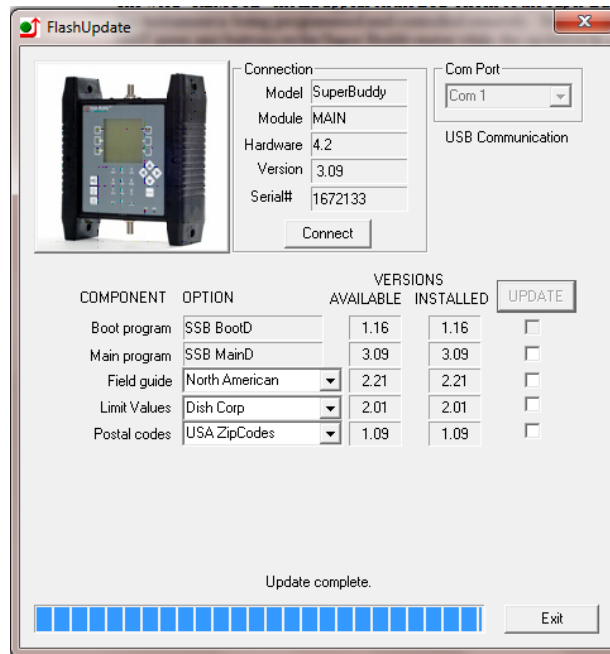 FlashUpdate
Connection
Model SuperBuddy
Module MAIN
Hardware 4.2
Version 3.09
Serial# 1672133
Connect
Com Port
Com 1
USB Communication
VERSIONS
COMPONENT OPTION AVAILABLE INSTALLED UPDATE
Boot program SSB BootD 1.16 1.16
Main program SSB MainD 3.09 3.09
Field guide North American 2.21 2.21
Limit Values Dish Corp 2.01 2.01
Postal codes USA ZipCodes 1.09 1.09
Update complete.
Exit